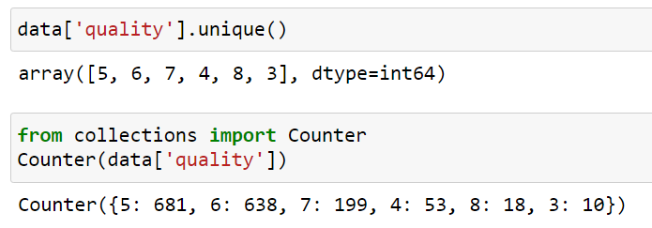 data['quality'].unique()
array([5, 6, 7, 4, 8, 3], dtype=int64)
from collections import Counter
Counter(data['quality'])
Counter({5: 681, 6: 638, 7: 199, 4: 53, 8: 18, 3: 10})